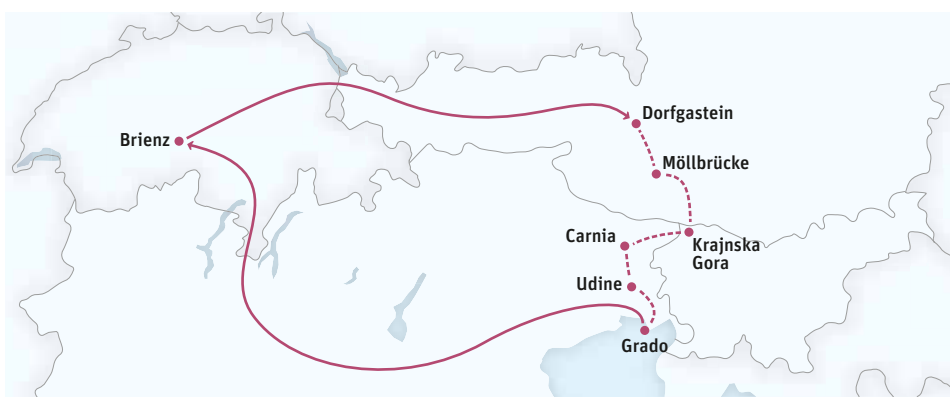 Dorfgastein
Brienz
Möllbrücke
Carnia
Krajnska
Gora
Udine
Grado